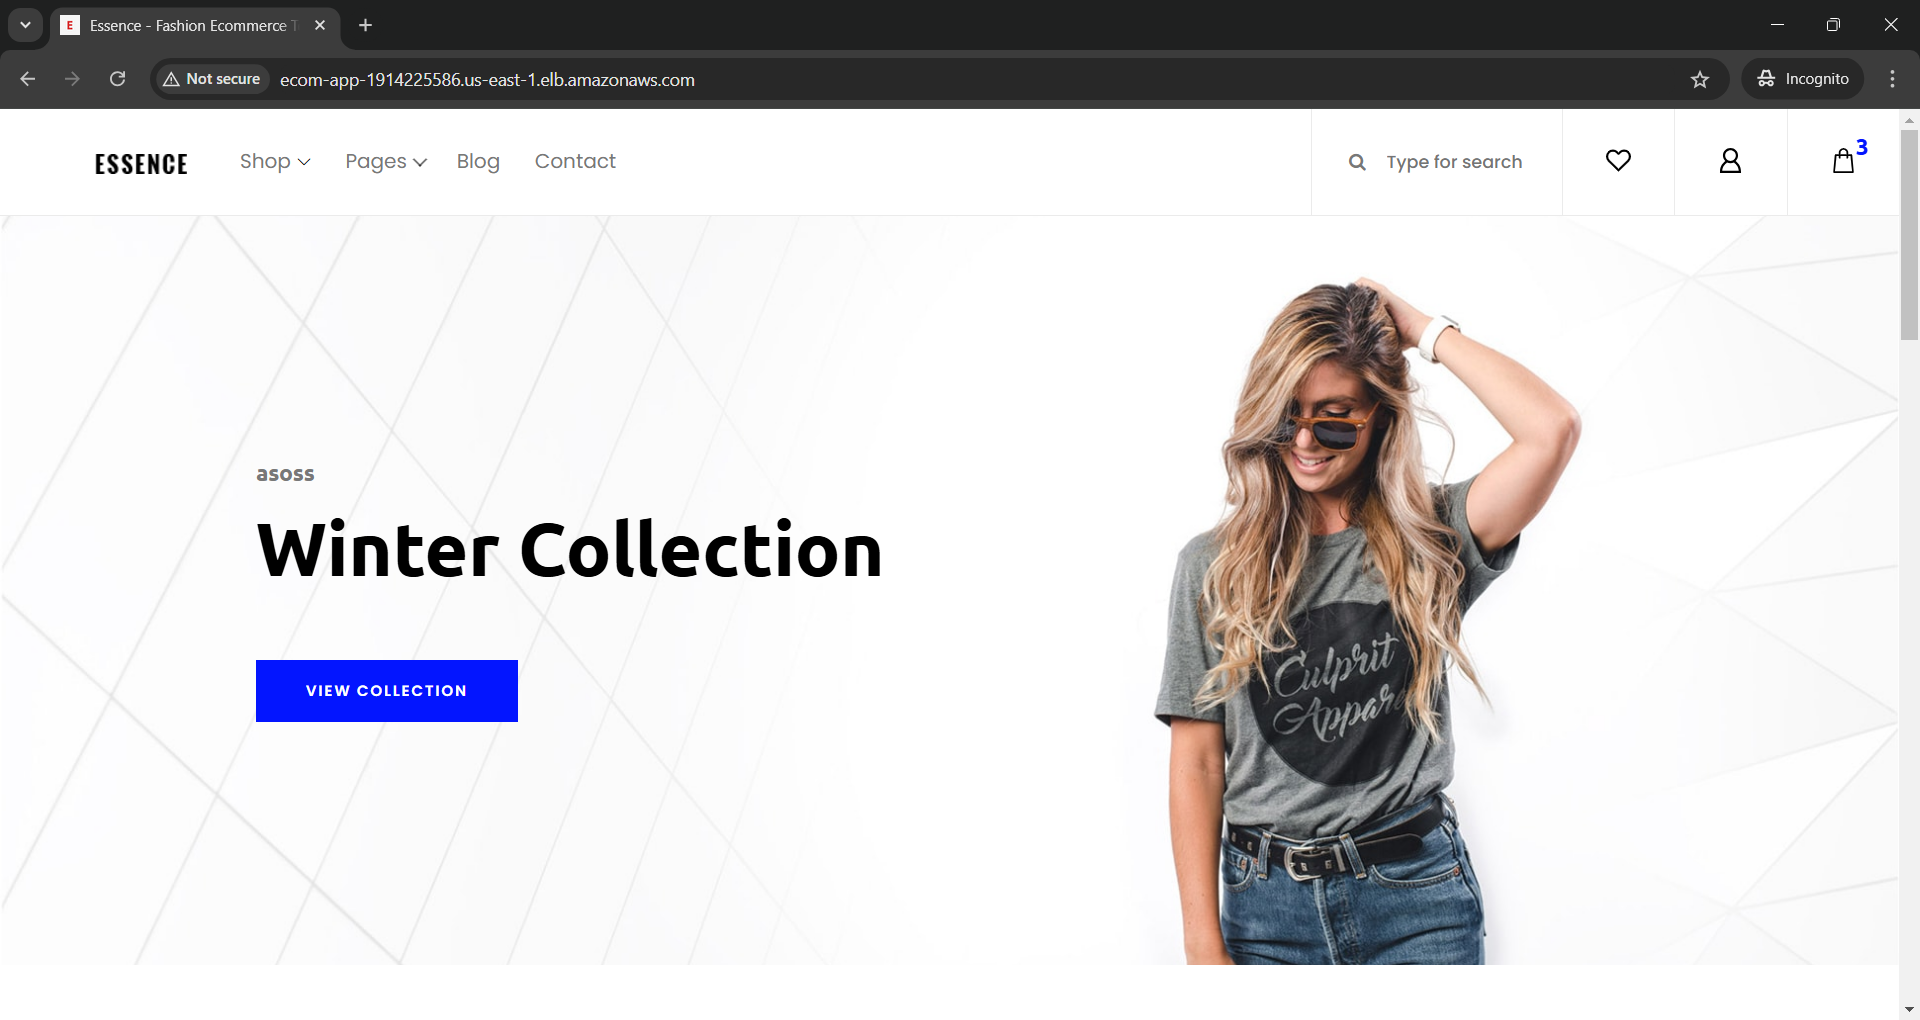 E Essence - Fashion Ecommerce T
Not secure ecom-app-1914225586.us-east-1.elb.amazonaws.com Incognito
ESSENCE Shop Pages Blog Contact Type for search 3
asoss
Winter Collection
VIEW COLLECTION
Culprit
Appare